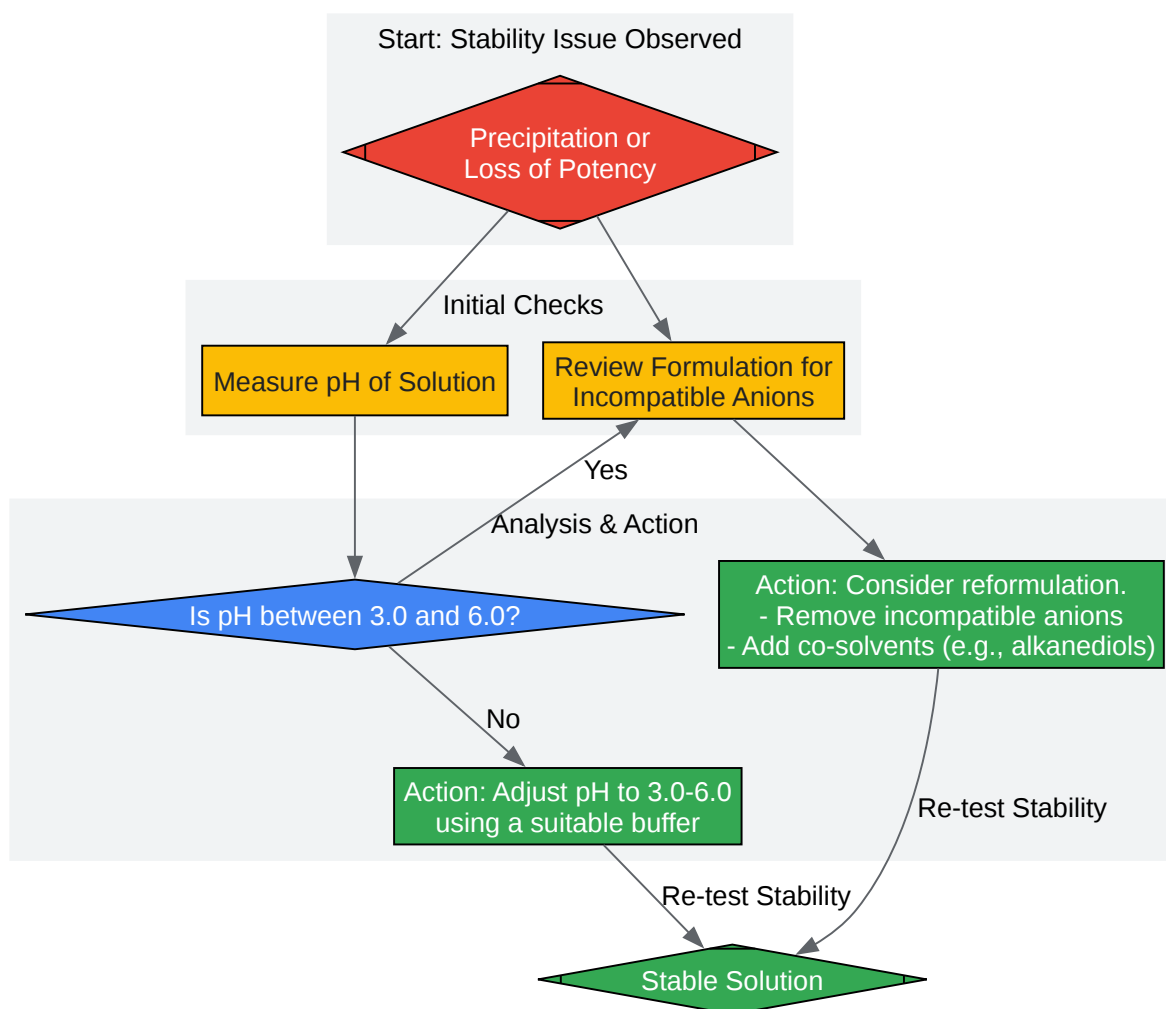 Start: Stability Issue Observed
Precipitation or
Loss of Potency
Initial Checks
Measure pH of Solution
Review Formulation for
Incompatible Anions
Yes
Analysis & Action
Is pH between 3.0 and 6.0?
Action: Consider reformulation.
- Remove incompatible anions
- Add co-solvents (e.g., alkanediols)
No
Action: Adjust pH to 3.0-6.0
using a suitable buffer
Re-test Stability
Re-test Stability
Stable Solution